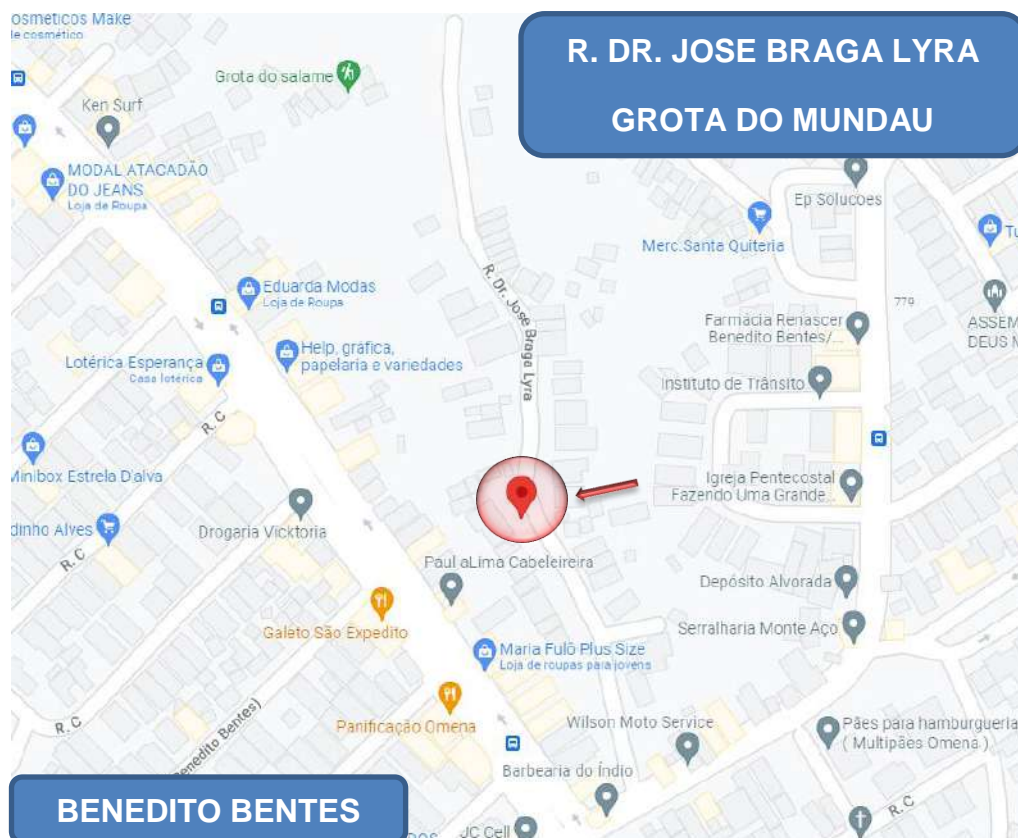 osméticos Make
de cosmético
R. DR. JOSE BRAGA LYRA
GROTA DO MUNDAU
Grota do salame
Ken Surf
MODAL ATACADÃO
DO JEANS
Loja de Roupa
Ep Solucoes
Merc.Santa Quiteria
Tu
R. Dr. Jose Braga Lyra
Eduarda Modas
Loja de Roupa
779
ASSEM
DEUS M
Farmácia Renascer
Benedito Bentes/...
Help, gráfica,
papelaria e variedades
Lotérica Esperança
Casa lotérica
Instituto de Trânsito
R. C
Minibox Estrela D'alva
Igreja Pentecostal
Fazendo Uma Grande...
dinho Alves
Drogaria Vicktoria
R. C
Paul aLima Cabeleireira
Depósito Alvorada
Galeto São Expedito
Serralharia Monte Aço
Maria Fulô Plus Size
Loja de roupas para jovens
R. C
Panificação Omena
Wilson Moto Service
Pães para hamburgueria
( Multipães Omena )
Benedito Bentes)
Barbearia do Índio
BENEDITO BENTES
JC Cell
R. C